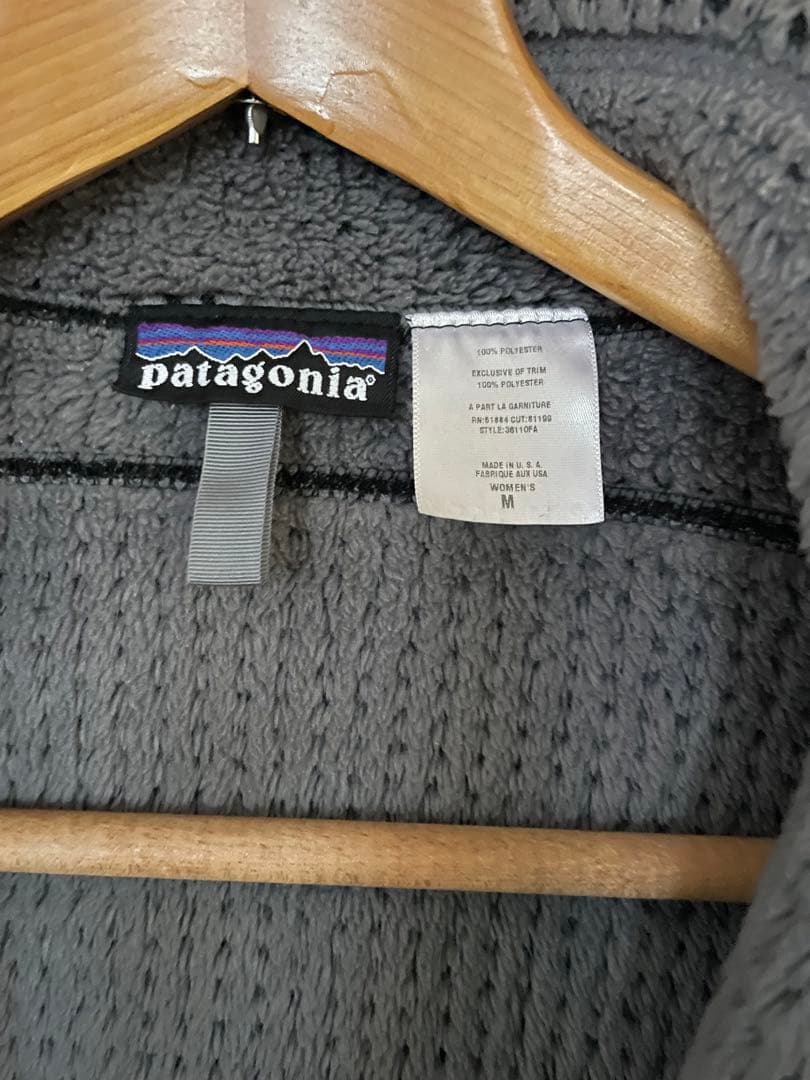 patagonia®
100% POLYESTER
EXCLUSIVE OF TRIM
100% POLYESTER
A PART LA GARNITURE
RN:51884 CUT:61199
STYLE:36110FA
MADE IN U.S.A.
FABRIQUE AUX USA
WOMEN'S
M